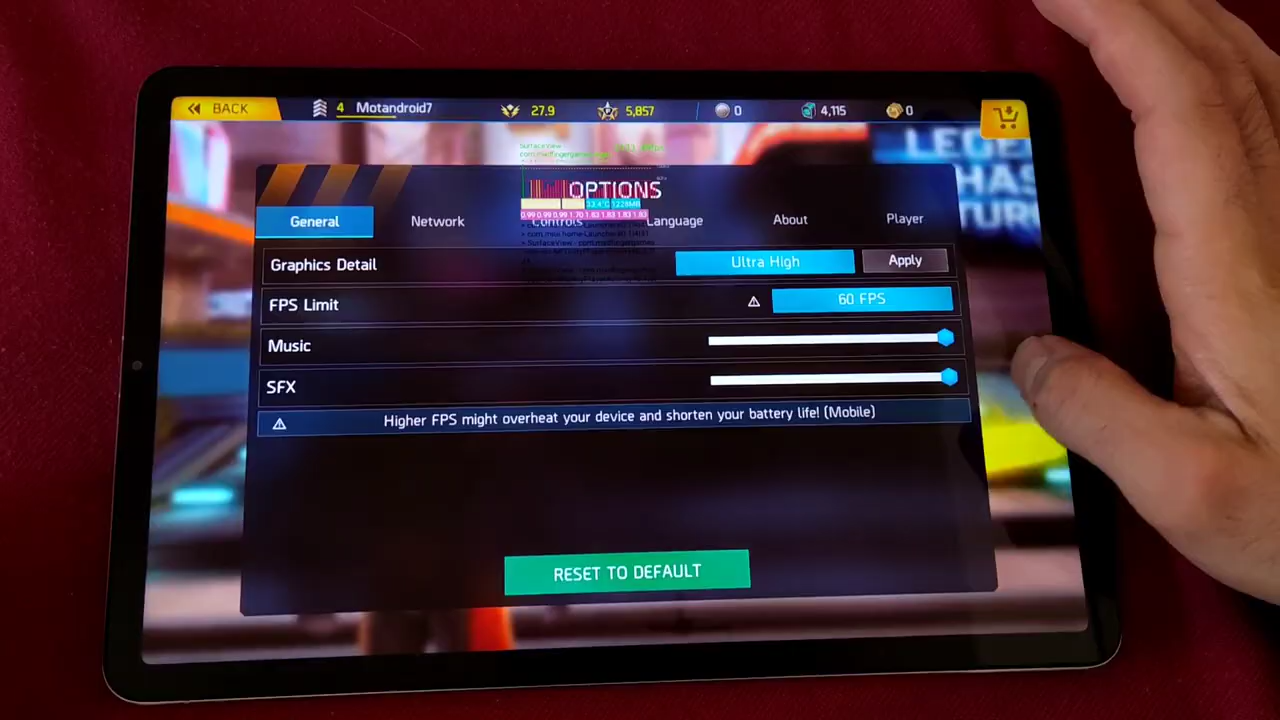 BACK
4 Motandroid7
27.9
5,857
0
4,115
0
OPTIONS
General
Network
Controls
Language
About
Player
Graphics Detail
Ultra High
Apply
FPS Limit
60 FPS
Music
SFX
Higher FPS might overheat your device and shorten your battery life! (Mobile)
RESET TO DEFAULT